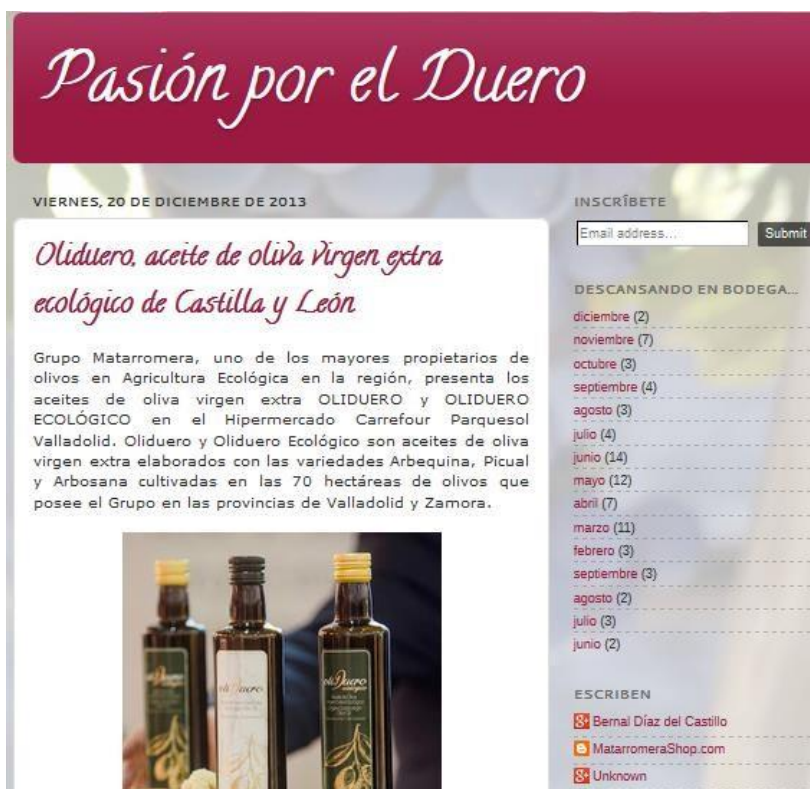 Pasión por el Duero
VIERNES, 20 DE DICIEMBRE DE 2013
Oliduero, aceite de oliva virgen extra
ecológico de Castilla y León
Grupo Matarromera, uno de los mayores propietarios de
olivos en Agricultura Ecológica en la región, presenta los
aceites de oliva virgen extra OLIDUERO y OLIDUERO
ECOLÓGICO en el Hipermercado Carrefour Parquesol
Valladolid. Oliduero y Oliduero Ecológico son aceites de oliva
virgen extra elaborados con las variedades Arbequina, Picual
y Arbosana cultivadas en las 70 hectáreas de olivos que
posee el Grupo en las provincias de Valladolid y Zamora.
oliDuero
oliDuero
INSCRÍBETE
Email address...
Submit
DESCANSANDO EN BODEGA...
diciembre (2)
noviembre (7)
octubre (3)
septiembre (4)
agosto (3)
julio (4)
junio (14)
mayo (12)
abril (7)
marzo (11)
febrero (3)
septiembre (3)
agosto (2)
julio (3)
junio (2)
ESCRIBEN
Bernal Díaz del Castillo
MatarromeraShop.com
Unknown